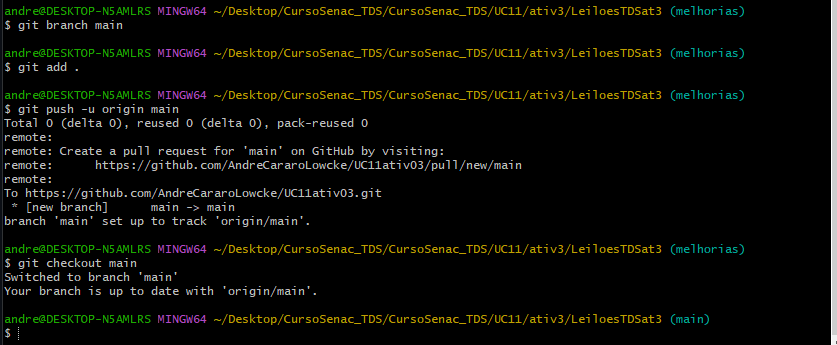 andre@DESKTOP-N5AMLRS MINGW64 ~/Desktop/CursoSenac_TDS/CursoSenac_TDS/UC11/ativ3/LeiloesTDSat3 (melhorias)
$ git branch main
andre@DESKTOP-N5AMLRS MINGW64 ~/Desktop/CursoSenac_TDS/CursoSenac_TDS/UC11/ativ3/LeiloesTDSat3 (melhorias)
$ git add .
andre@DESKTOP-N5AMLRS MINGW64 ~/Desktop/CursoSenac_TDS/CursoSenac_TDS/UC11/ativ3/LeiloesTDSat3 (melhorias)
$ git push -u origin main
Total 0 (delta 0), reused 0 (delta 0), pack-reused 0
remote:
remote: Create a pull request for 'main' on GitHub by visiting:
remote:      https://github.com/AndreCararoLowcke/UC11ativ03/pull/new/main
remote:
To https://github.com/AndreCararoLowcke/UC11ativ03.git
 * [new branch]      main -> main
branch 'main' set up to track 'origin/main'.
andre@DESKTOP-N5AMLRS MINGW64 ~/Desktop/CursoSenac_TDS/CursoSenac_TDS/UC11/ativ3/LeiloesTDSat3 (melhorias)
$ git checkout main
Switched to branch 'main'
Your branch is up to date with 'origin/main'.
andre@DESKTOP-N5AMLRS MINGW64 ~/Desktop/CursoSenac_TDS/CursoSenac_TDS/UC11/ativ3/LeiloesTDSat3 (main)
$